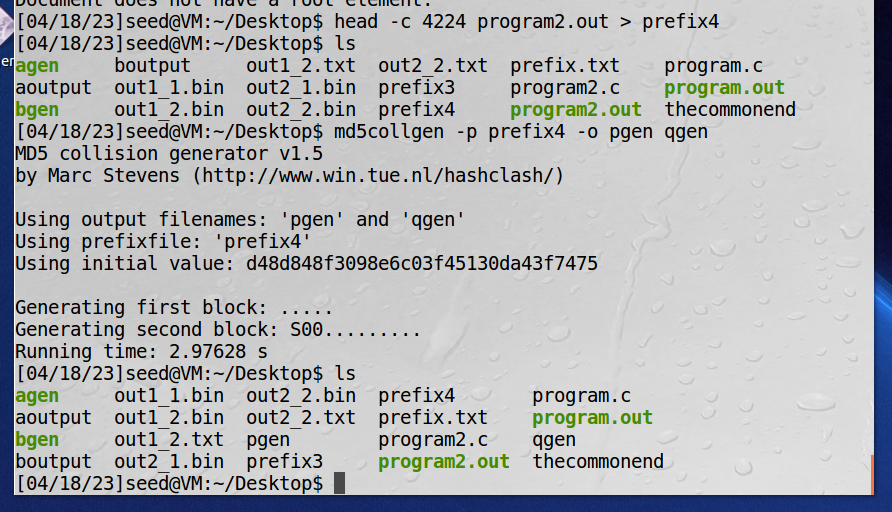 Document does not have a root element.
[04/18/23]seed@VM:~/Desktop$ head -c 4224 program2.out > prefix4
[04/18/23]seed@VM:~/Desktop$ ls
agen boutput out1_2.txt out2_2.txt prefix.txt program.c
aoutput out1_1.bin out2_1.bin prefix3 program2.c program.out
bgen out1_2.bin out2_2.bin prefix4 program2.out thecommonend
[04/18/23]seed@VM:~/Desktop$ md5collgen -p prefix4 -o pgen qgen
MD5 collision generator v1.5
by Marc Stevens (http://www.win.tue.nl/hashclash/)
Using output filenames: 'pgen' and 'qgen'
Using prefixfile: 'prefix4'
Using initial value: d48d848f3098e6c03f45130da43f7475
Generating first block: .....
Generating second block: S00.........
Running time: 2.97628 s
[04/18/23]seed@VM:~/Desktop$ ls
agen out1_1.bin out2_2.bin prefix4 program.c
aoutput out1_2.bin out2_2.txt prefix.txt program.out
bgen out1_2.txt pgen program2.c qgen
boutput out2_1.bin prefix3 program2.out thecommonend
[04/18/23]seed@VM:~/Desktop$